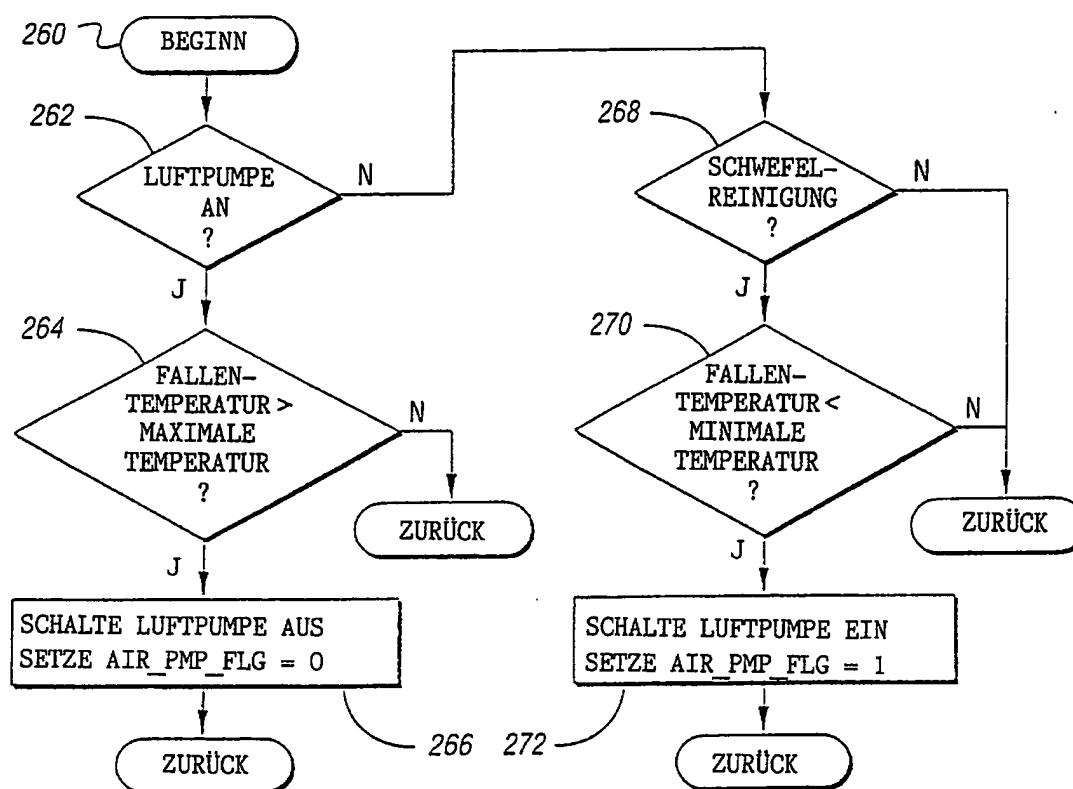 260
BEGINN
262
LUFTPUMPE
AN
?
N
J
264
FALLEN-
TEMPERATUR >
MAXIMALE
TEMPERATUR
?
N
ZURÜCK
J
SCHALTE LUFTPUMPE AUS
SETZE AIR_PMP_FLG = 0
266
ZURÜCK
268
SCHWEFEL-
REINIGUNG
?
N
J
270
FALLEN-
TEMPERATUR <
MINIMALE
TEMPERATUR
?
N
ZURÜCK
J
SCHALTE LUFTPUMPE EIN
SETZE AIR_PMP_FLG = 1
272
ZURÜCK